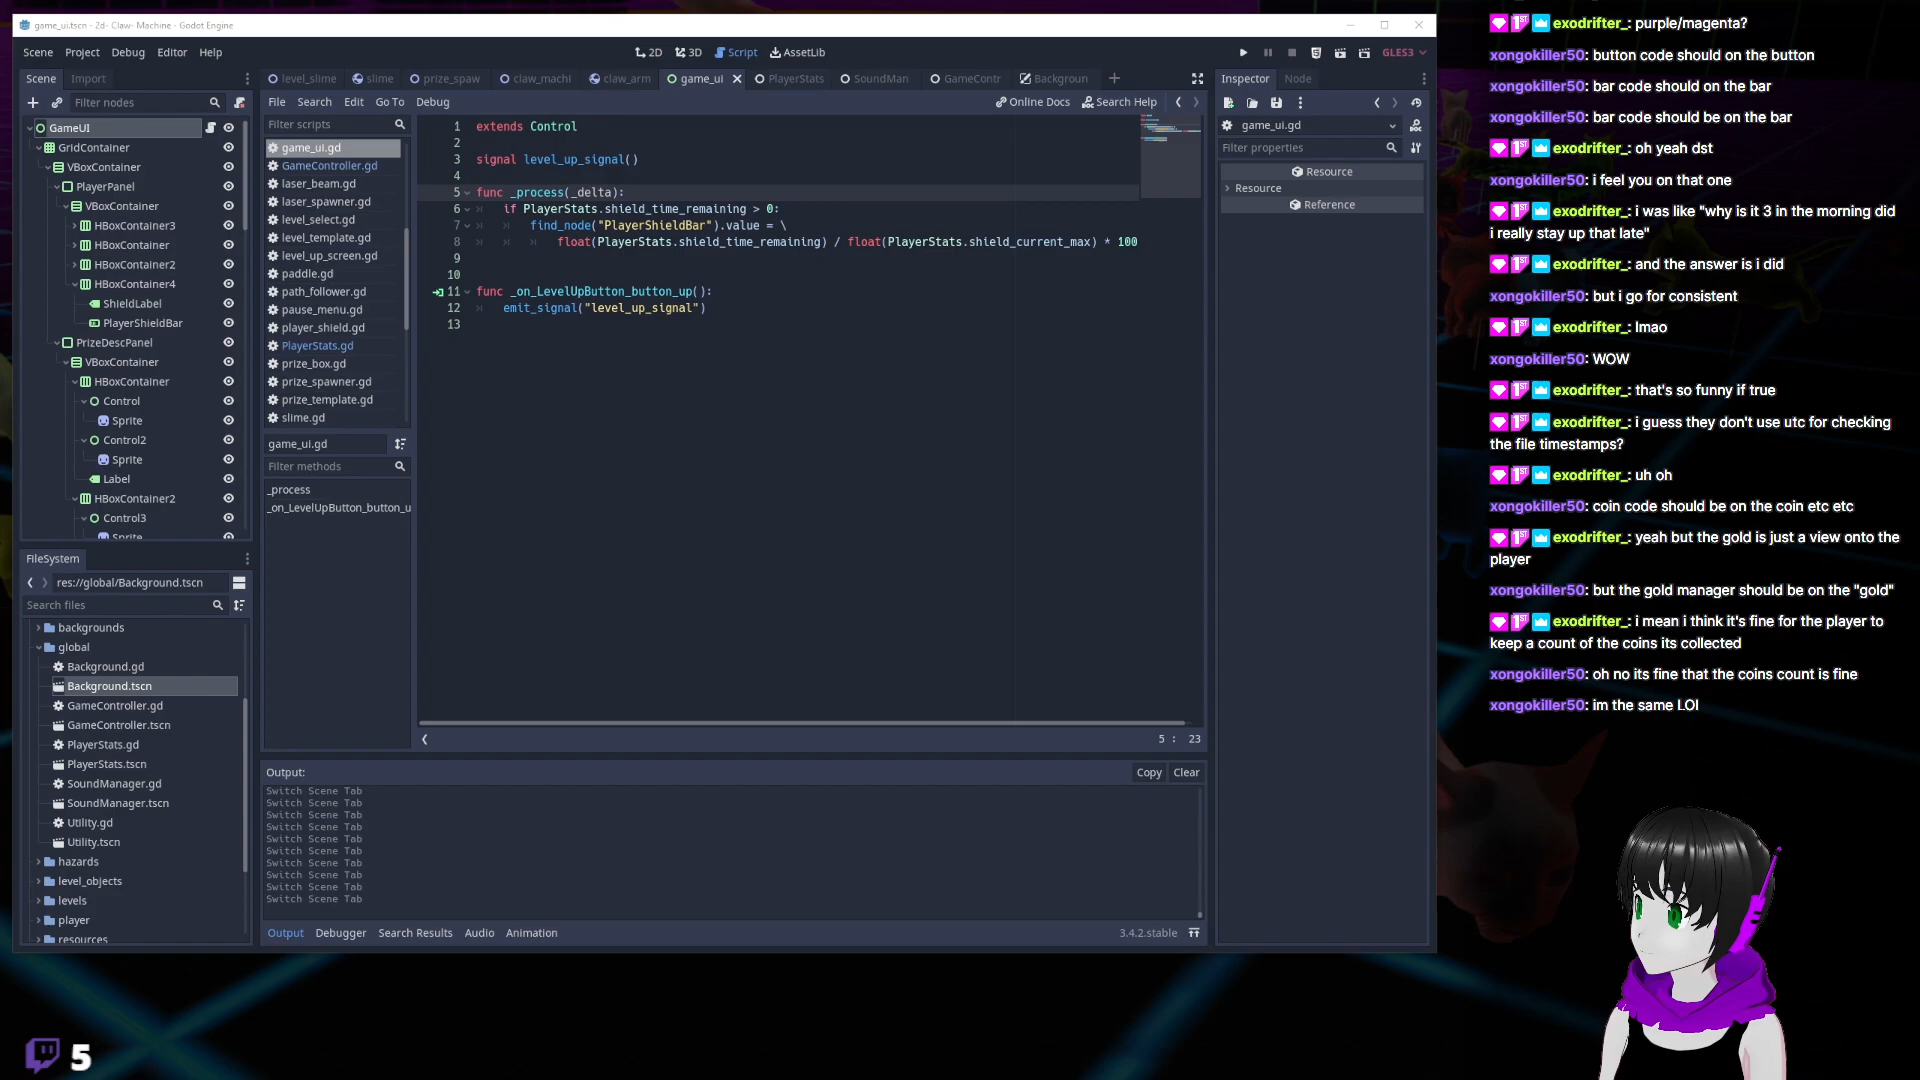 game_ui.tscn - 2d- Claw- Machine - Godot Engine
Scene Project Debug Editor Help
2D 3D Script AssetLib
GLES3
Scene Import
Filter nodes
GameUI
GridContainer
VBoxContainer
PlayerPanel
VBoxContainer
HBoxContainer3
HBoxContainer
HBoxContainer2
HBoxContainer4
ShieldLabel
PlayerShieldBar
PrizeDescPanel
VBoxContainer
HBoxContainer
Control
Sprite
Control2
Sprite
Label
HBoxContainer2
Control3
Sprite
FileSystem
res://global/Background.tscn
Search files
backgrounds
global
Background.gd
Background.tscn
GameController.gd
GameController.tscn
PlayerStats.gd
PlayerStats.tscn
SoundManager.gd
SoundManager.tscn
Utility.gd
Utility.tscn
hazards
level_objects
levels
player
resources
level_slime slime prize_spaw claw_machi claw_arm game_ui PlayerStats SoundMan GameContr Backgroun
File Search Edit Go To Debug
Online Docs Search Help
Filter scripts
game_ui.gd
GameController.gd
laser_beam.gd
laser_spawner.gd
level_select.gd
level_template.gd
level_up_screen.gd
paddle.gd
path_follower.gd
pause_menu.gd
player_shield.gd
PlayerStats.gd
prize_box.gd
prize_spawner.gd
prize_template.gd
slime.gd
game_ui.gd
Filter methods
_process
_on_LevelUpButton_button_u
1 extends Control
2
3 signal level_up_signal()
4
5 func _process(_delta):
6 if PlayerStats.shield_time_remaining > 0:
7 find_node("PlayerShieldBar").value = \
8 float(PlayerStats.shield_time_remaining) / float(PlayerStats.shield_current_max) * 100
9
10
11 func _on_LevelUpButton_button_up():
12 emit_signal("level_up_signal")
13
5 : 23
Output:
Copy Clear
Switch Scene Tab
Switch Scene Tab
Switch Scene Tab
Switch Scene Tab
Switch Scene Tab
Switch Scene Tab
Switch Scene Tab
Switch Scene Tab
Switch Scene Tab
Switch Scene Tab
Output Debugger Search Results Audio Animation
3.4.2.stable
Inspector Node
game_ui.gd
Filter properties
Resource
Resource
Reference
1ST exodrifter_: purple/magenta?
xongokiller50: button code should on the button
xongokiller50: bar code should on the bar
xongokiller50: bar code should be on the bar
1ST exodrifter_: oh yeah dst
xongokiller50: i feel you on that one
1ST exodrifter_: i was like "why is it 3 in the morning did
i really stay up that late"
1ST exodrifter_: and the answer is i did
xongokiller50: but i go for consistent
1ST exodrifter_: lmao
xongokiller50: WOW
1ST exodrifter_: that's so funny if true
1ST exodrifter_: i guess they don't use utc for checking
the file timestamps?
1ST exodrifter_: uh oh
xongokiller50: coin code should be on the coin etc etc
1ST exodrifter_: yeah but the gold is just a view onto the
player
xongokiller50: but the gold manager should be on the "gold"
1ST exodrifter_: i mean i think it's fine for the player to
keep a count of the coins its collected
xongokiller50: oh no its fine that the coins count is fine
xongokiller50: im the same LOl
5